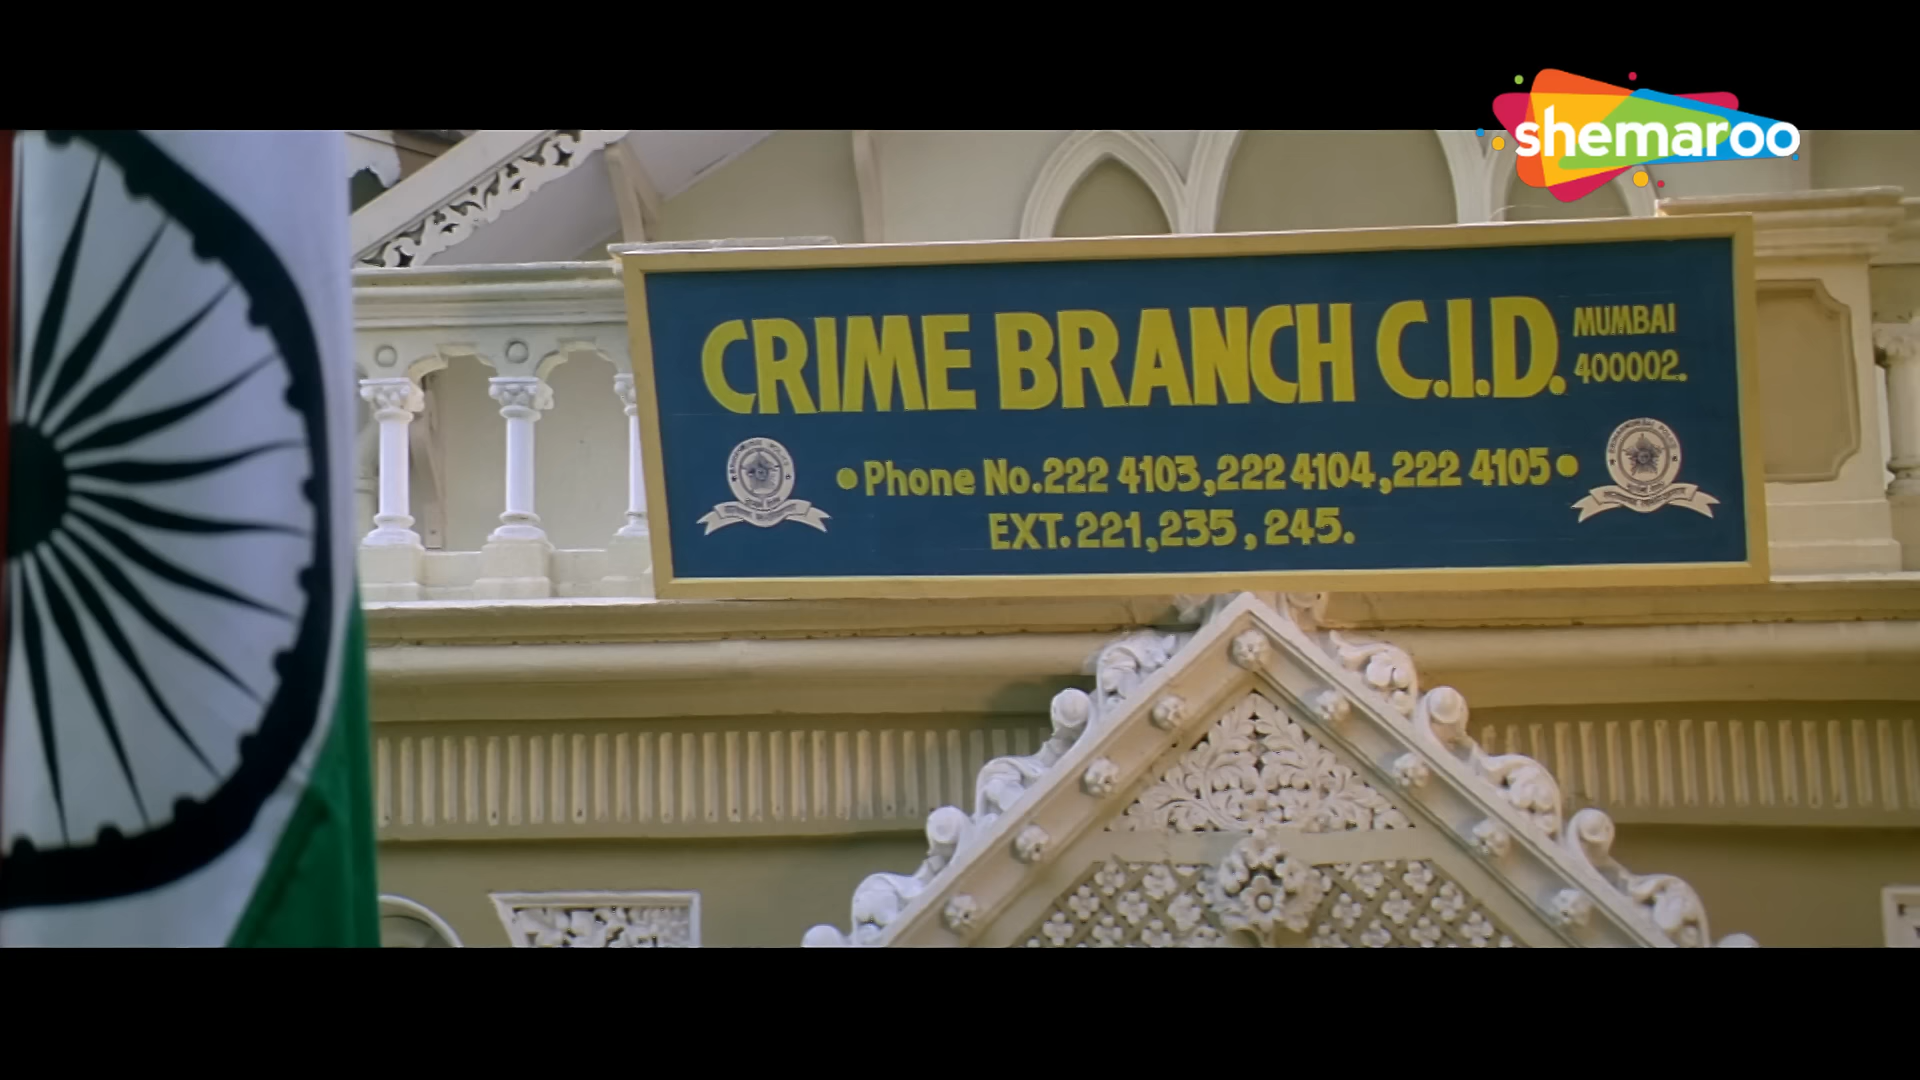 shemaroo
CRIME BRANCH C.I.D. MUMBAI
400002.
•Phone No.222 4103,222 4104,222 4105•
EXT.221,235,245.